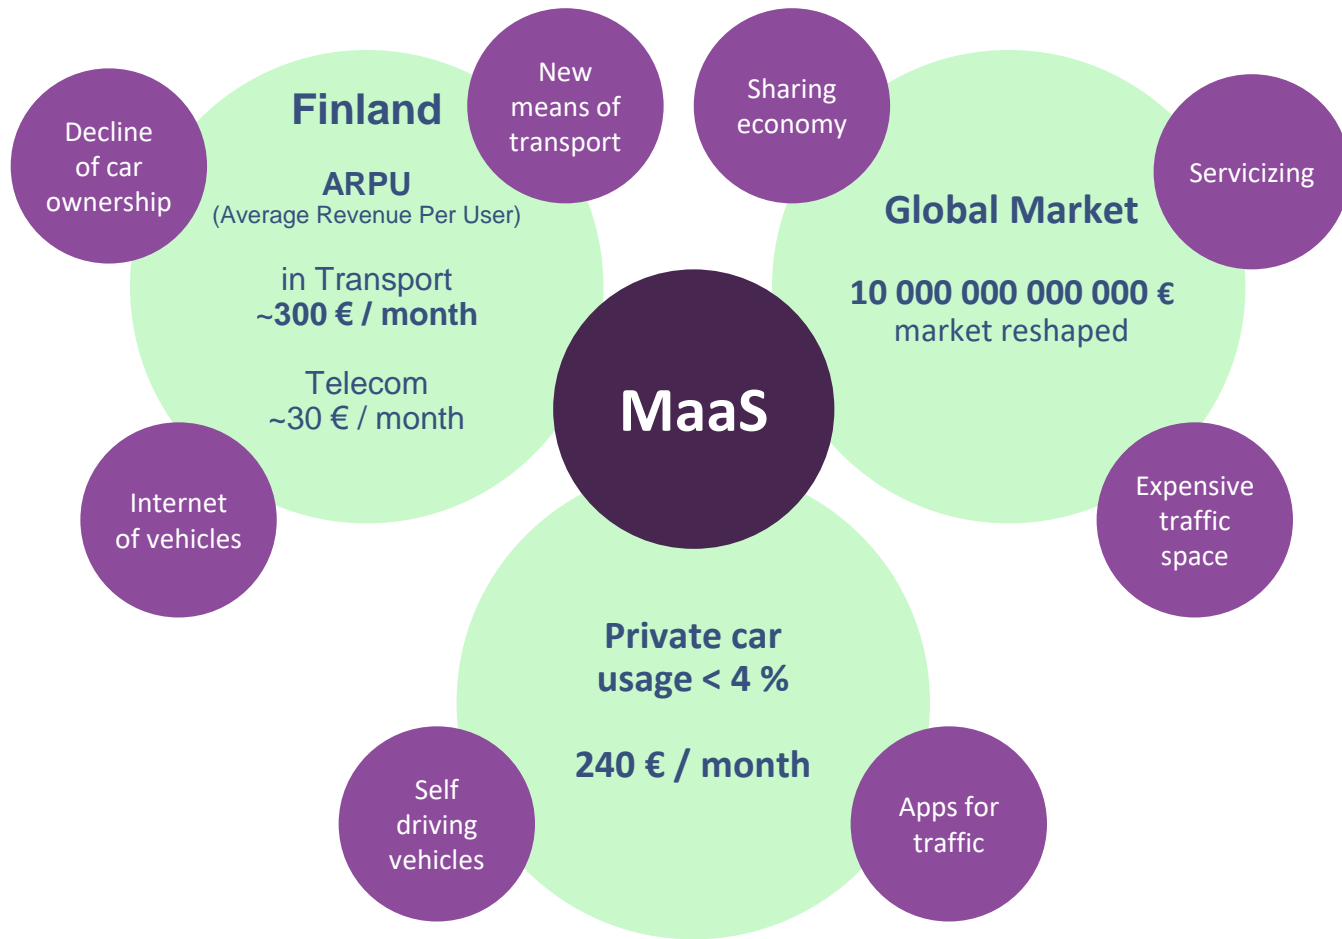 Decline
of car
ownership
Finland
ARPU
(Average Revenue Per User)
in Transport
~300 € / month
Telecom
~30 € / month
New
means of
transport
Internet
of vehicles
Sharing
economy
Servicizing
Global Market
10 000 000 000 000 €
market reshaped
Expensive
traffic
space
MaaS
Private car
usage < 4 %
240 € / month
Self
driving
vehicles
Apps for
traffic